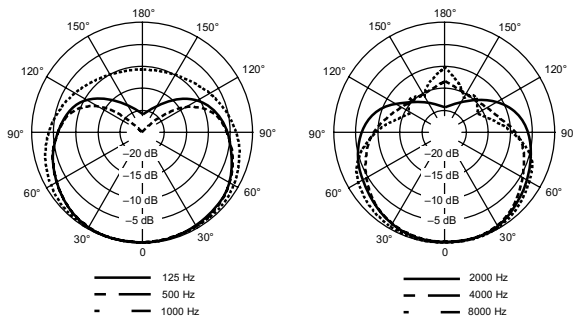 180°
150° 150°
120° 120°
90° 90°
60° 60°
30° 30°
0
–20 dB
–15 dB
–10 dB
–5 dB
125 Hz
500 Hz
1000 Hz
180°
150° 150°
120° 120°
90° 90°
60° 60°
30° 30°
0
–20 dB
–15 dB
–10 dB
–5 dB
2000 Hz
4000 Hz
8000 Hz